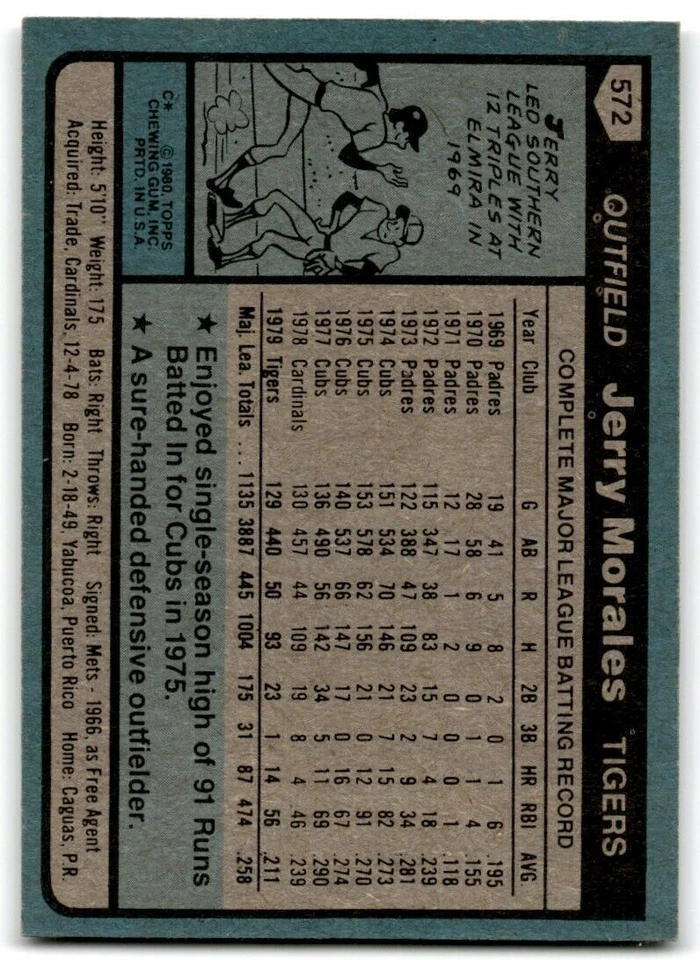 572
OUTFIELD Jerry Morales TIGERS
JERRY
LED SOUTHERN
LEAGUE WITH
12 TRIPLES AT
ELMIRA IN
1969
C* © 1980, TOPPS
CHEWING GUM, INC.
PRTD. IN U.S.A
COMPLETE MAJOR LEAGUE BATTING RECORD
Year Club G AB R H 2B 3B HR RBI AVG
1969 Padres 19 41 5 8 2 0 1 6 .195
1970 Padres 28 58 6 9 0 1 1 4 .155
1971 Padres 12 17 1 2 0 0 0 1 .118
1972 Padres 115 347 38 83 15 7 4 18 .239
1973 Padres 122 388 47 109 23 2 9 34 .281
1974 Cubs 151 534 70 146 21 7 15 82 .273
1975 Cubs 153 578 62 156 21 0 12 91 .270
1976 Cubs 140 537 66 147 17 0 16 67 .274
1977 Cubs 136 490 56 142 34 5 11 69 .290
1978 Cardinals 130 457 44 109 19 8 4 46 .239
1979 Tigers 129 440 50 93 23 1 14 56 .211
Maj. Lea. Totals ... 1135 3887 445 1004 175 31 87 474 .258
★ Enjoyed single-season high of 91 Runs
Batted In for Cubs in 1975.
★ A sure-handed defensive outfielder.
Height: 5'10" Weight: 175 Bats: Right Throws: Right Signed: Mets - 1966, as Free Agent
Acquired: Trade, Cardinals, 12-4-78 Born: 2-18-49, Yabucoa, Puerto Rico Home: Caguas, P.R.